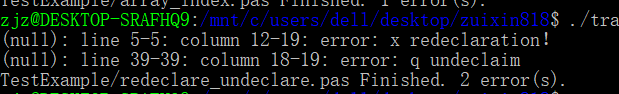 TestExample/array_index.pas Finished. 1 error(s).
zjz@DESKTOP-SRAFHQ9:/mnt/c/users/dell/desktop/zuixin818$ ./tra
(null): line 5-5: column 12-19: error: x redeclaration!
(null): line 39-39: column 18-19: error: q undeclaim
TestExample/redeclare_undeclare.pas Finished. 2 error(s).